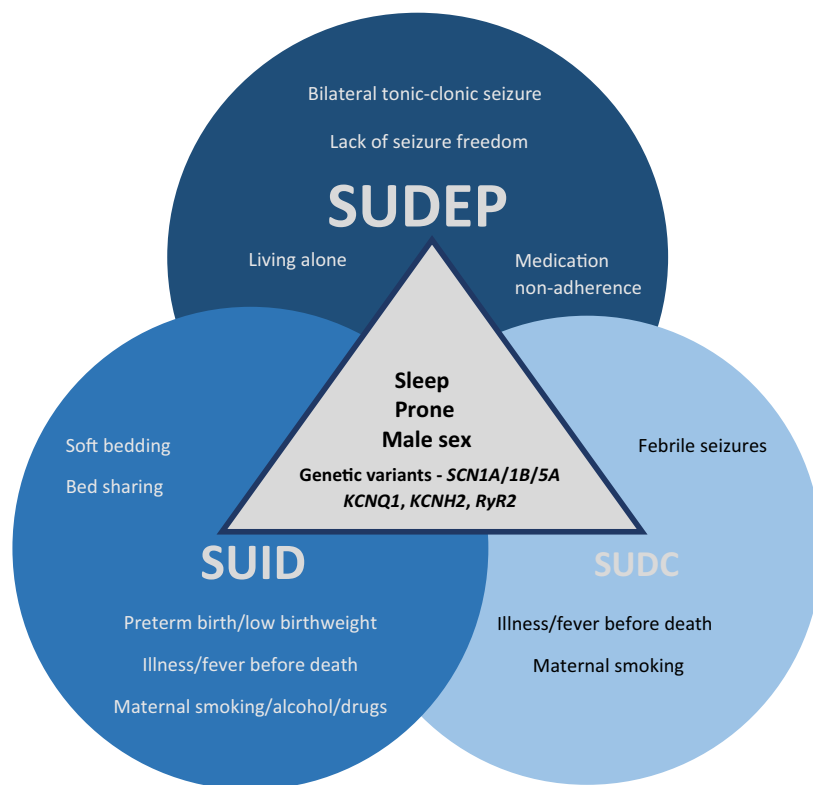 Bilateral tonic-clonic seizure
Lack of seizure freedom
SUDEP
Living alone
Medication
non-adherence
Sleep
Prone
Male sex
Genetic variants - SCN1A/1B/5A
KCNQ1, KCNH2, RyR2
Soft bedding
Bed sharing
SUID
Preterm birth/low birthweight
Illness/fever before death
Maternal smoking/alcohol/drugs
Febrile seizures
SUDC
Illness/fever before death
Maternal smoking